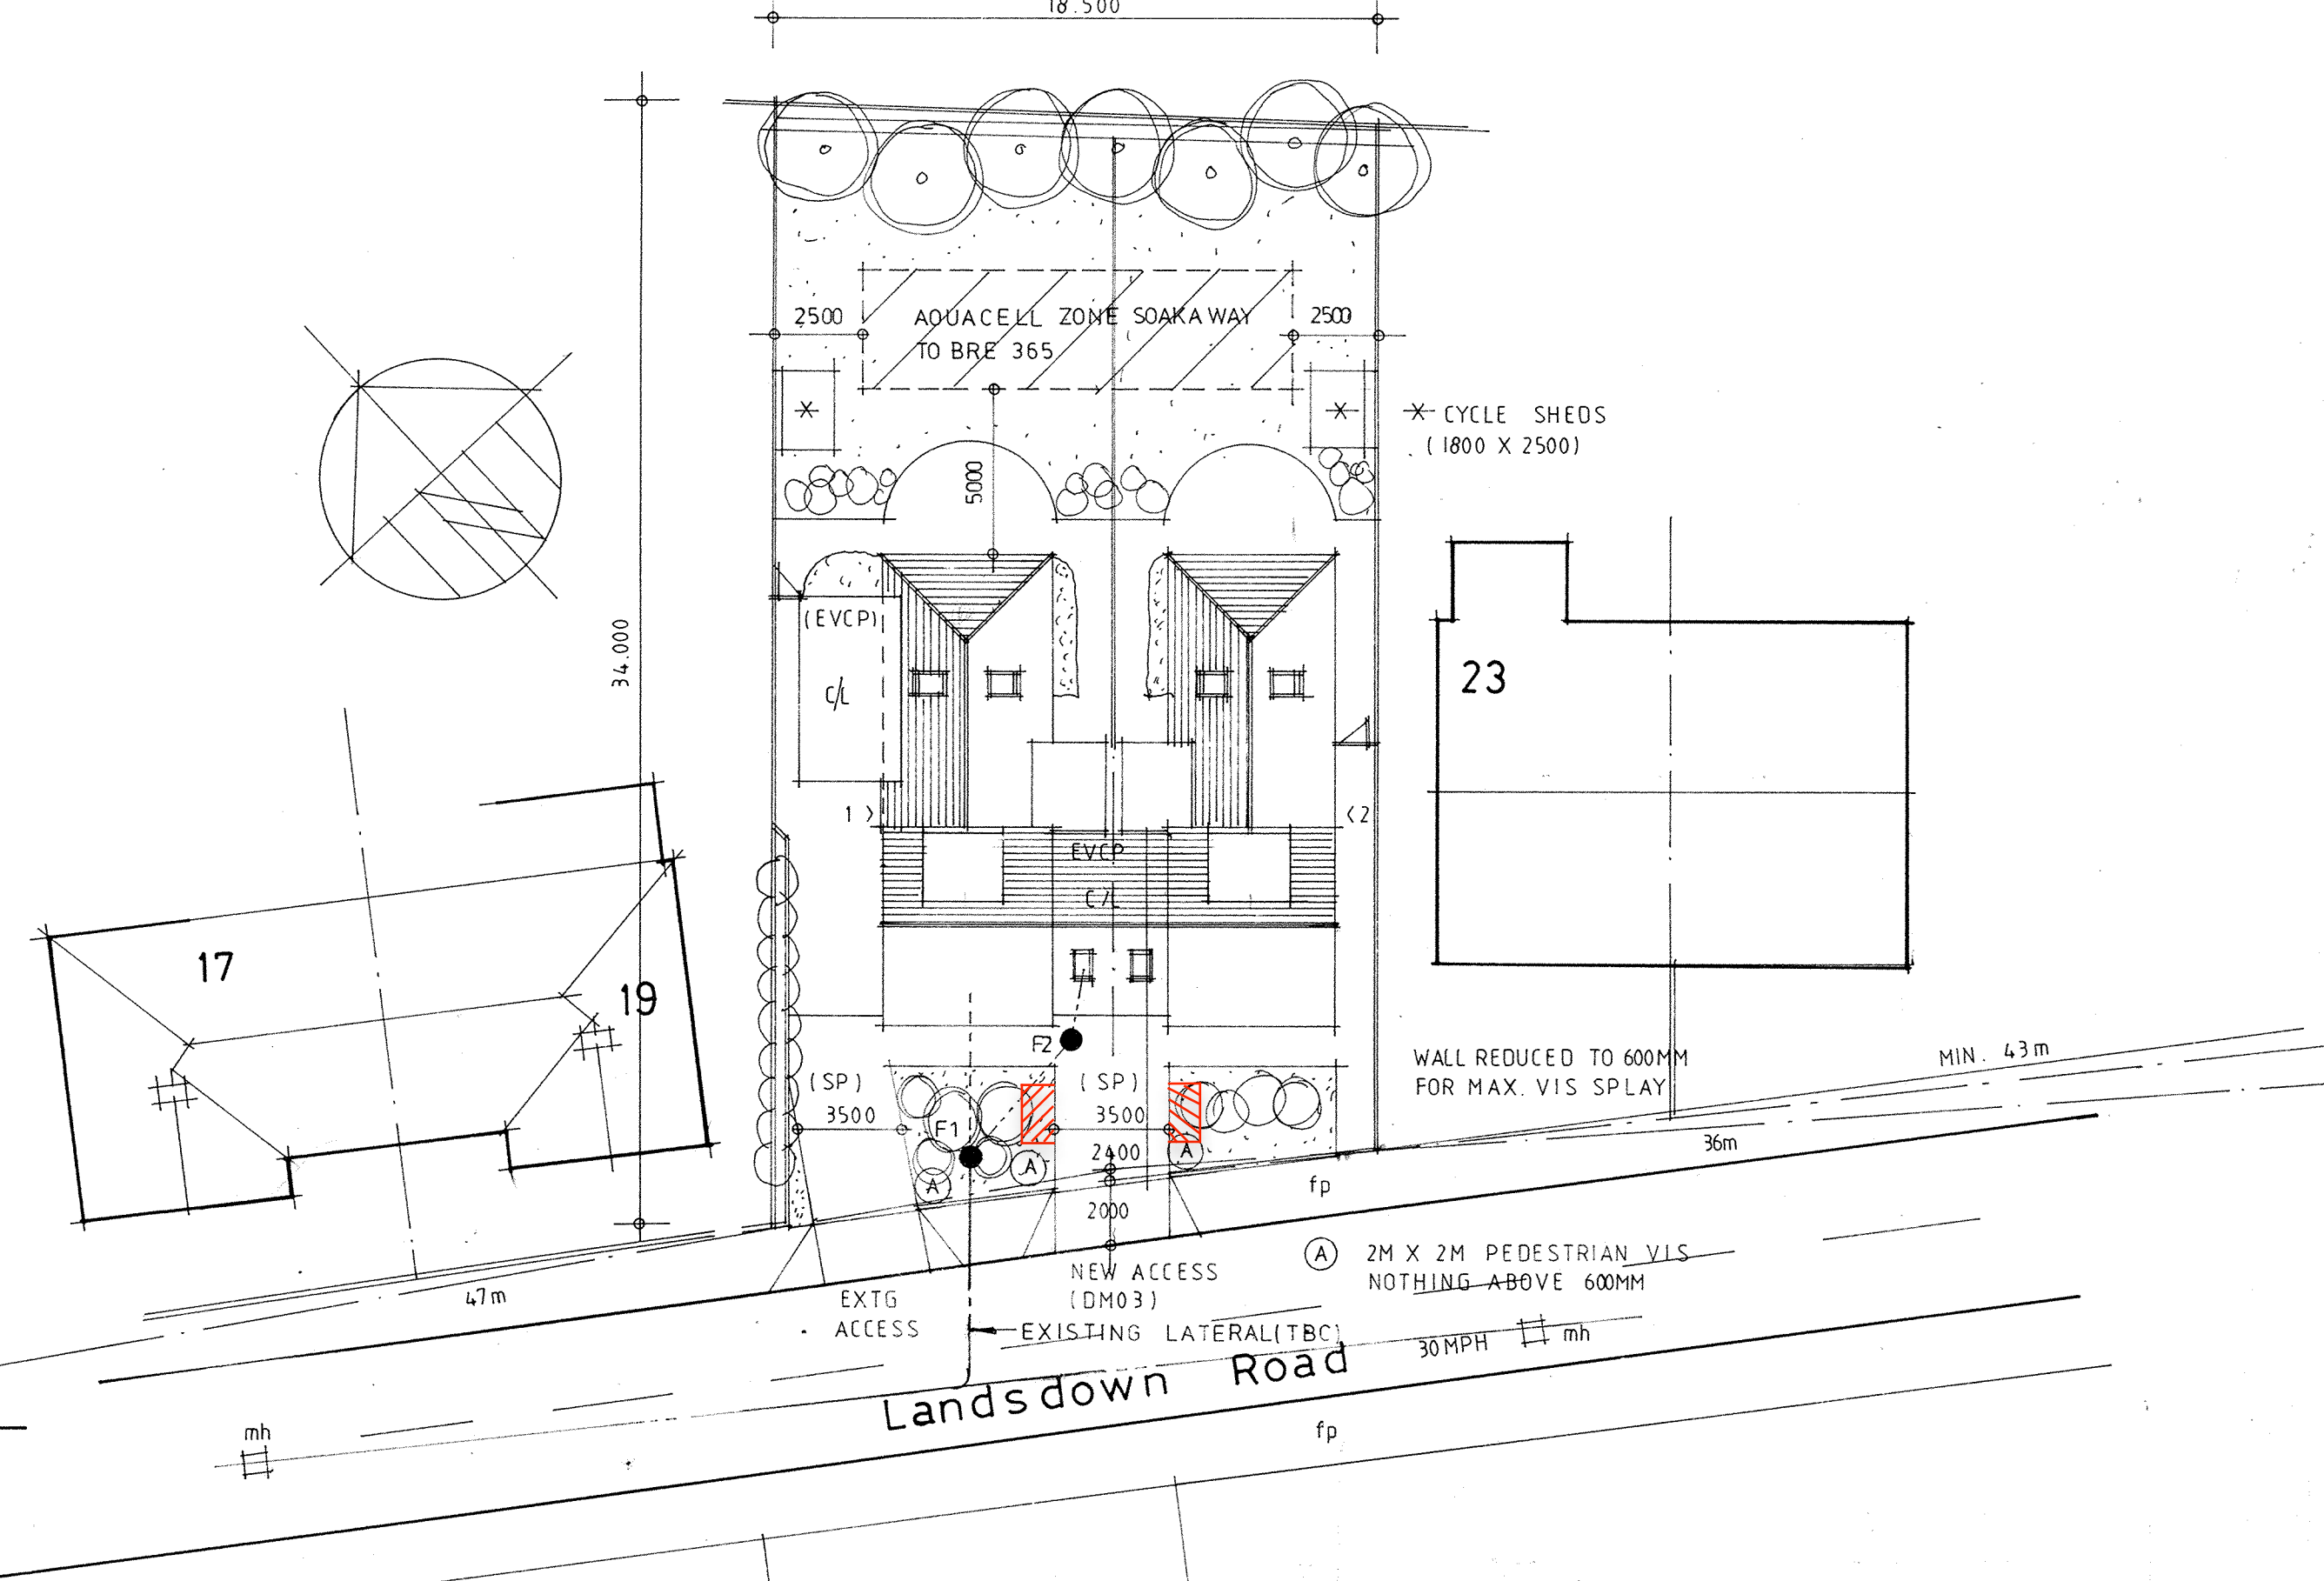 18.500
2500
AQUACELL ZONE SOAKAWAY
TO BRE 365
2500
CYCLE SHEDS
(1800 X 2500)
5000
34.000
(EVCP)
C/L
23
1 >
< 2
EVCP
C/L
17
19
F2
(SP)
3500
F1
(SP)
3500
2400
A
A
A
WALL REDUCED TO 600MM
FOR MAX. VIS SPLAY
MIN. 43m
36m
fp
2000
47m
EXTG
ACCESS
NEW ACCESS
(DM03)
A 2M X 2M PEDESTRIAN VIS
NOTHING ABOVE 600MM
EXISTING LATERAL(TBC)
30MPH
mh
Landsdown Road
mh
fp